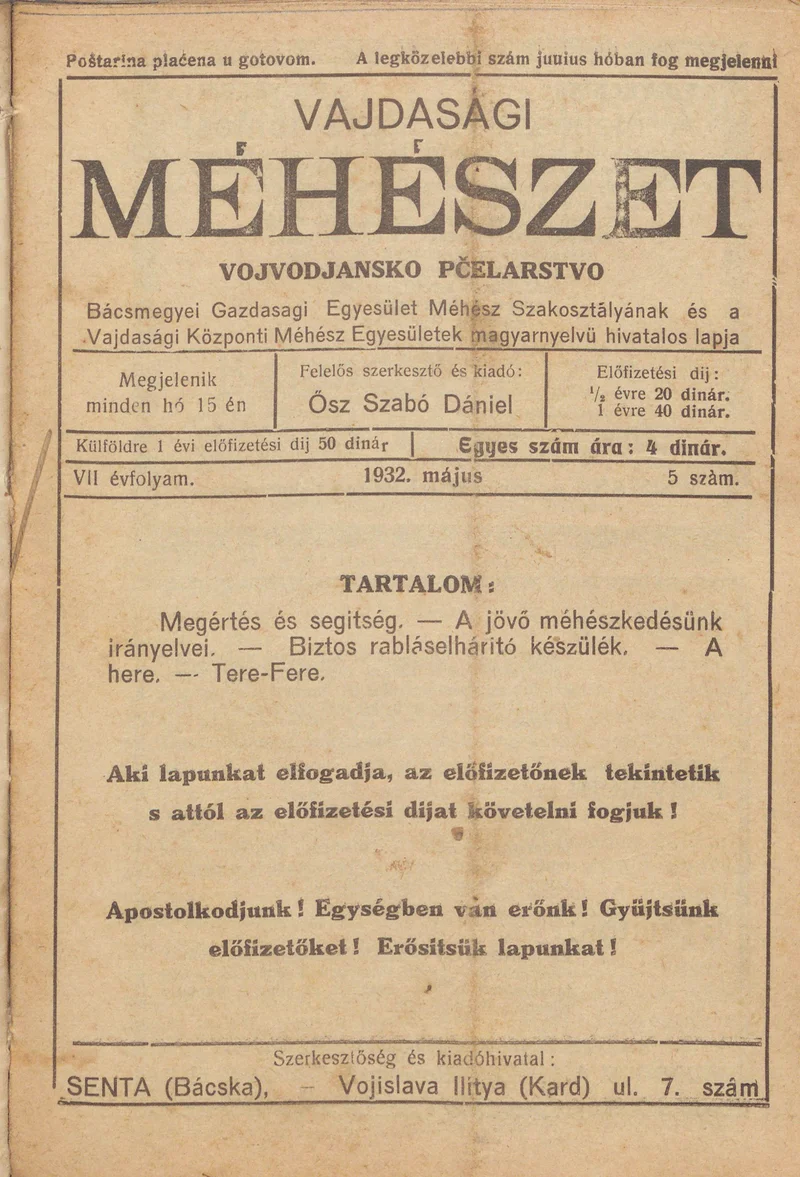 Poštarina plaćena u gotovom. A legközelebbi szám junius hóban fog megjelenni
VAJDASÁGI
MÉHÉSZET
VOJVODJANSKO PČELARSTVO
Bácsmegyei Gazdasagi Egyesület Méhész Szakosztályának és a
Vajdasági Központi Méhész Egyesületek magyarnyelvü hivatalos lapja
Megjelenik
minden hó 15 én
Felelős szerkesztő és kiadó:
Ősz Szabó Dániel
Előfizetési dij:
½ évre 20 dinár.
1 évre 40 dinár.
Külföldre 1 évi előfizetési dij 50 dinár
Egyes szám ára: 4 dinár.
VII évfolyam. 1932. május 5 szàm.
TARTALOM:
Megértés és segitség. — A jövő méhészkedésünk
irányelvei. — Biztos rabláselháritó készülék. — A
here. — Tere-Fere.
Aki lapunkat elfogadja, az előfizetőnek tekintetik
s attól az előfizetési dijat követelni fogjuk!
Apostolkodjunk! Egységben van erőnk! Gyűjtsünk
előfizetőket! Erősitsük lapunkat!
Szerkesztőség és kiadóhivatal:
SENTA (Bácska), — Vojislava Ilitya (Kard) ul. 7. szám